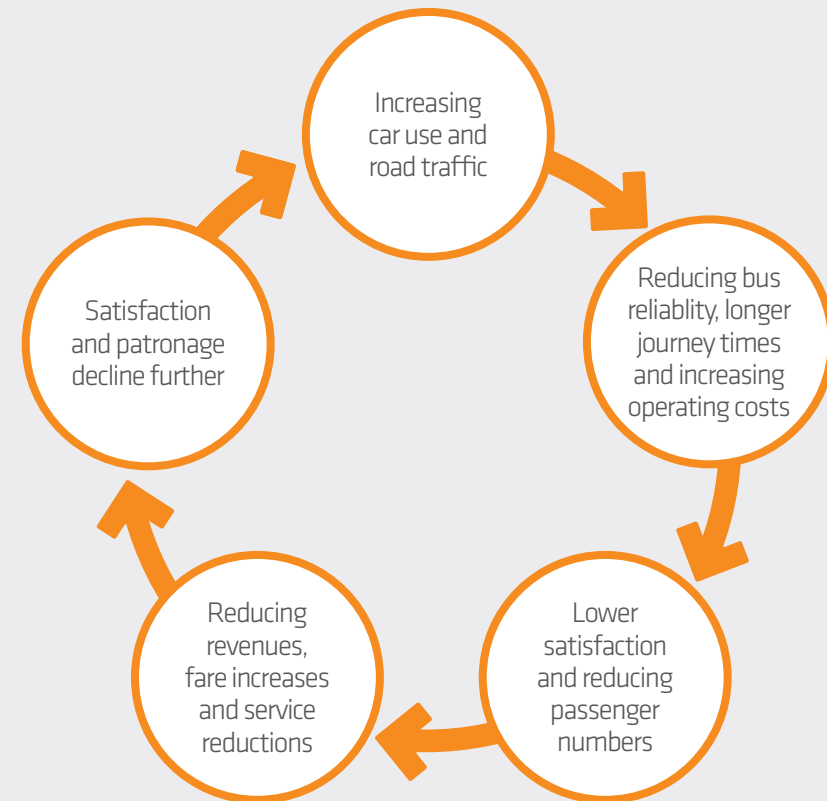 Increasing
car use and
road traffic
Reducing bus
reliablity, longer
journey times
and increasing
operating costs
Lower
satisfaction
and reducing
passenger
numbers
Reducing
revenues,
fare increases
and service
reductions
Satisfaction
and patronage
decline further